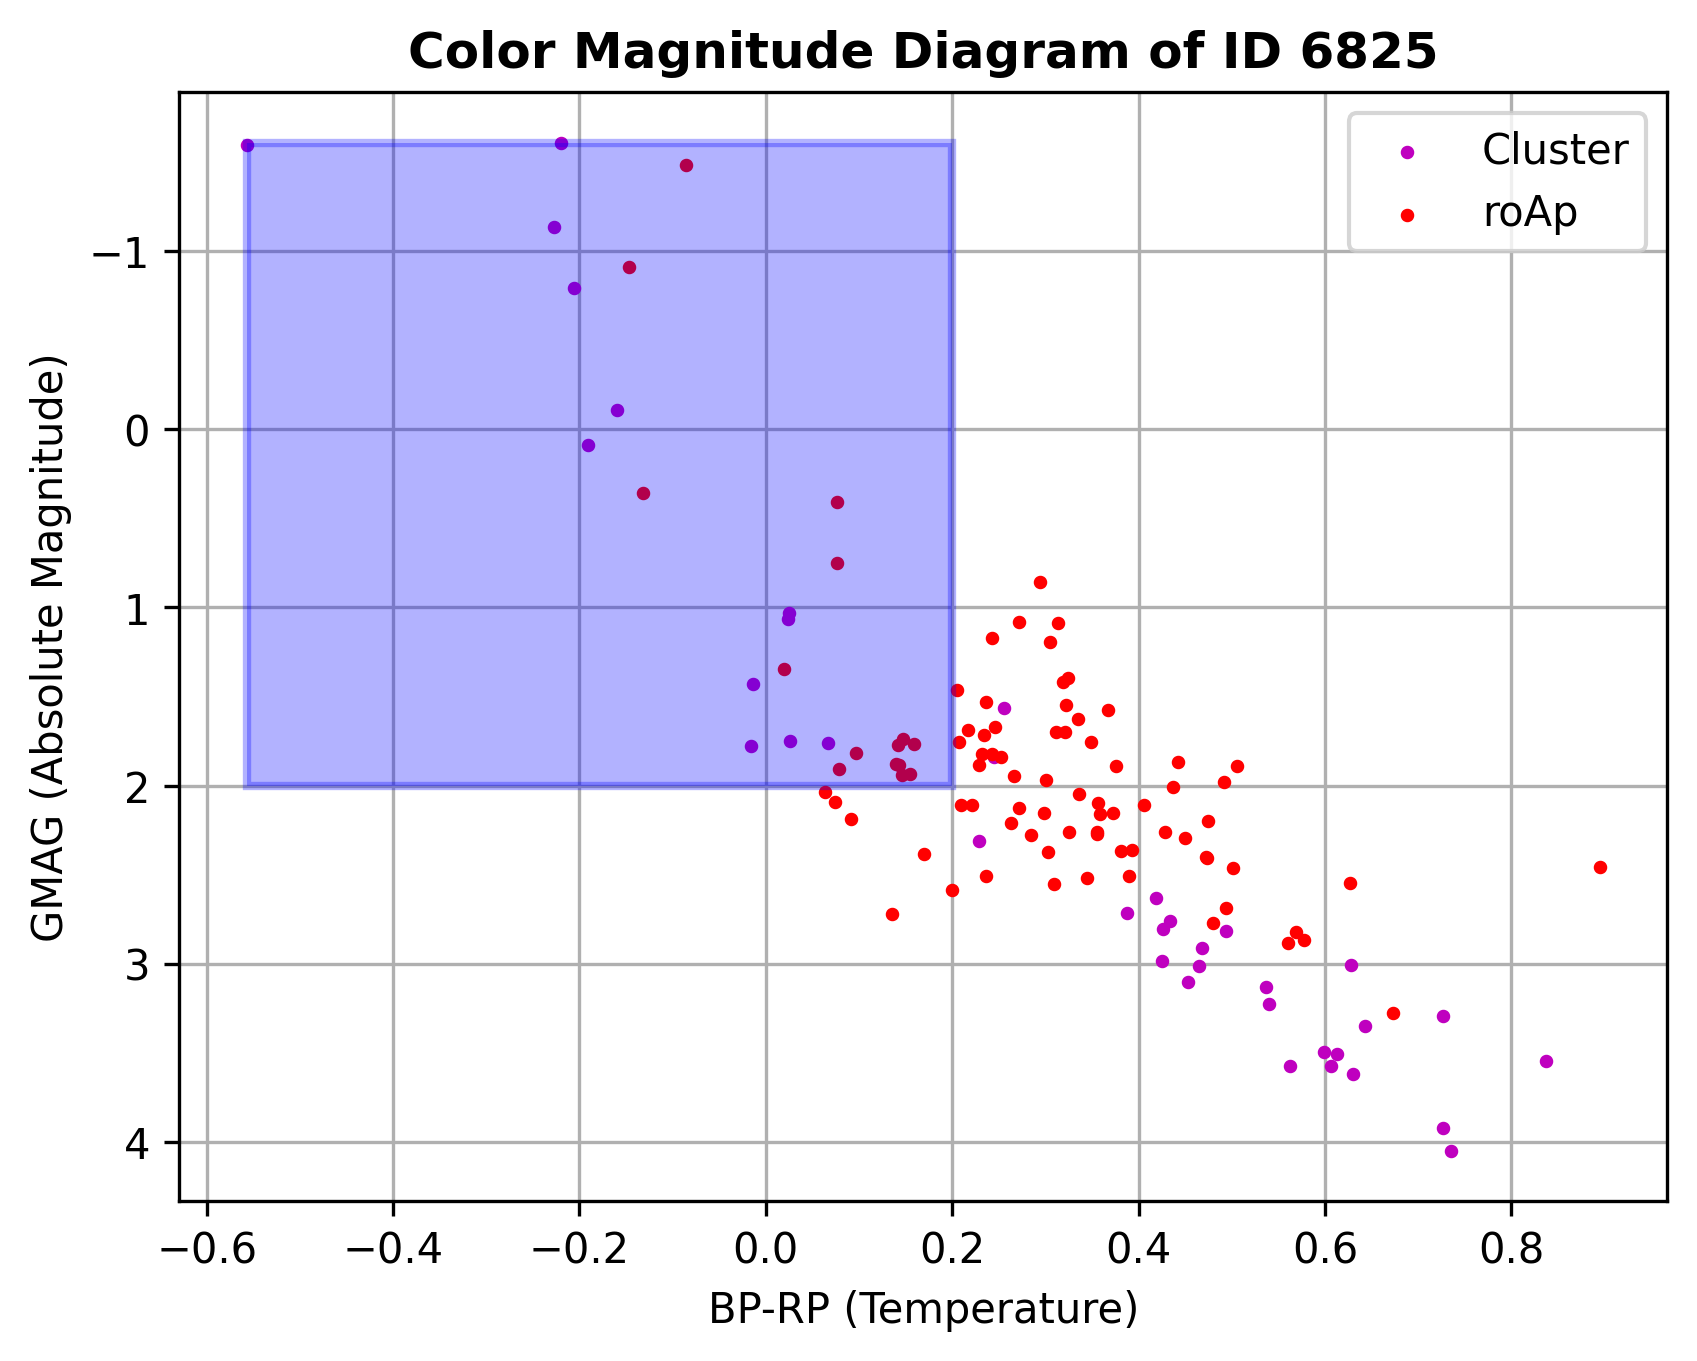 Color Magnitude Diagram of ID 6825
Cluster
roAp
GMAG (Absolute Magnitude)
−1
0
1
2
3
4
−0.6 −0.4 −0.2 0.0 0.2 0.4 0.6 0.8
BP-RP (Temperature)